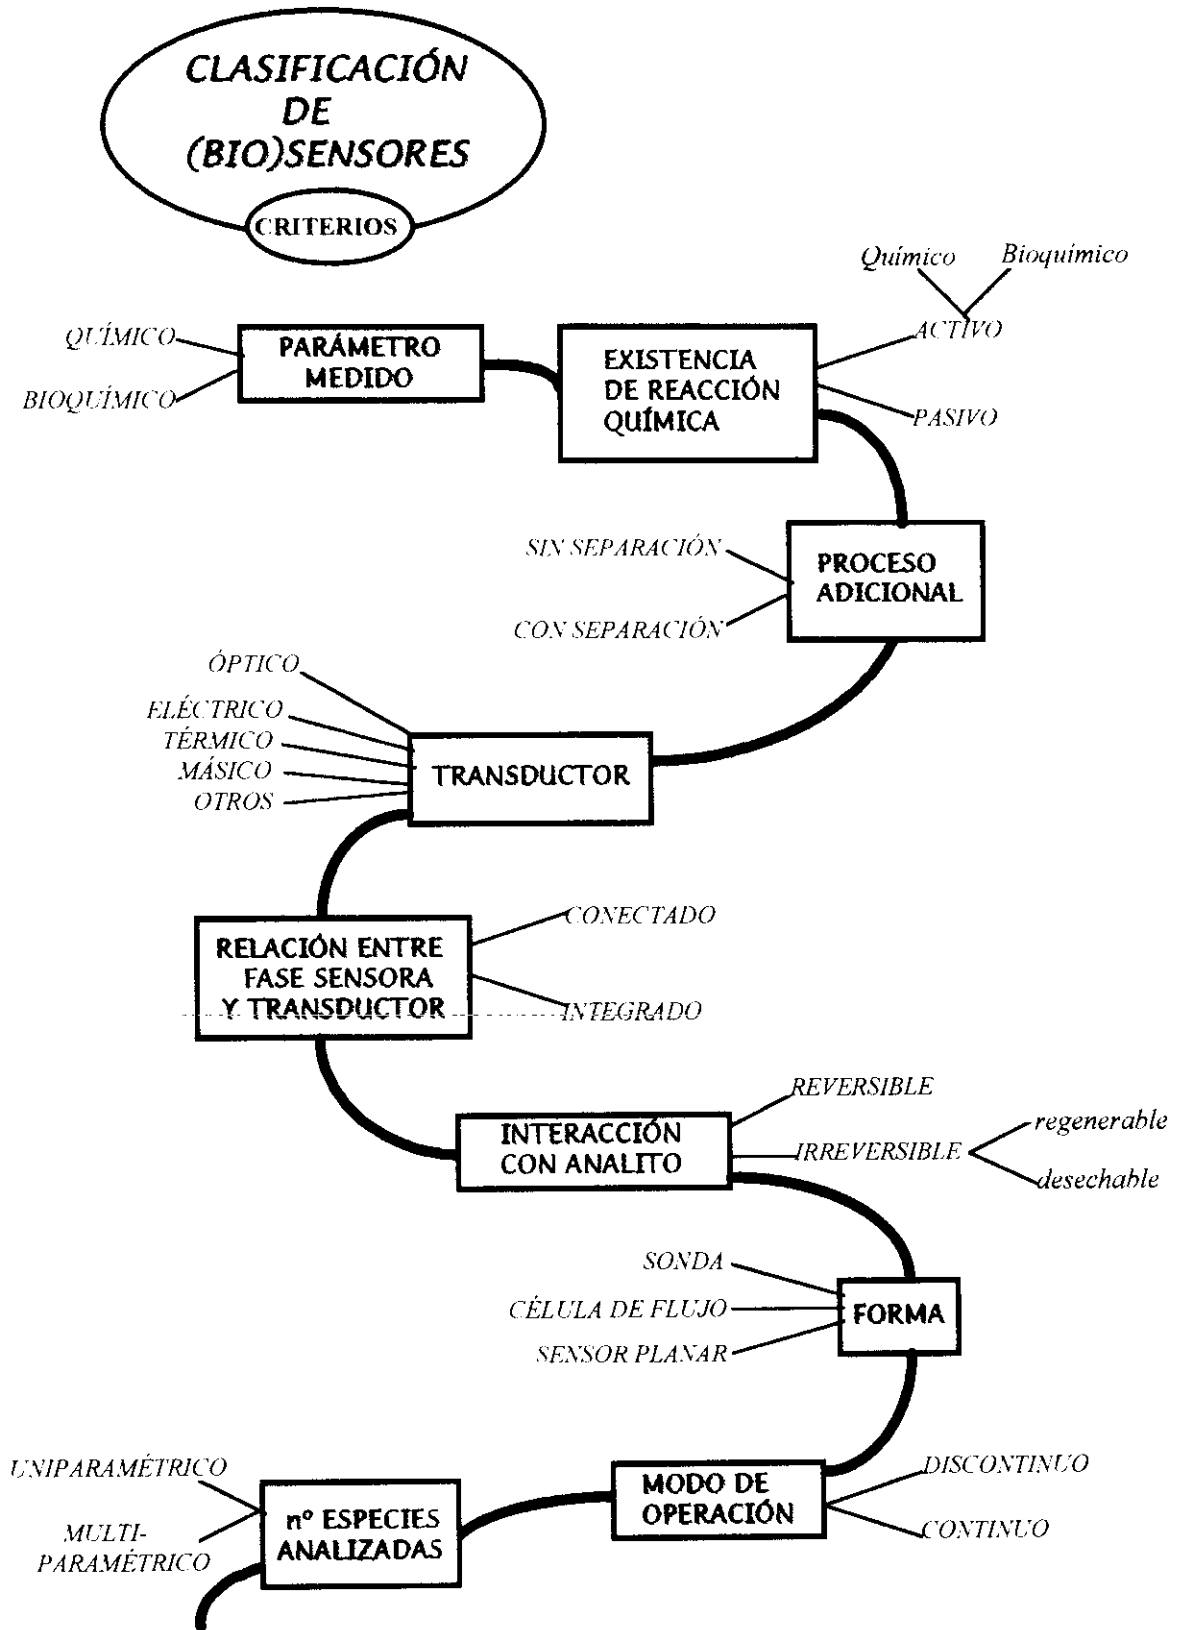 CLASIFICACIÓN
DE
(BIO)SENSORES
CRITERIOS
Químico
Bioquímico
QUÍMICO
BIOQUÍMICO
PARÁMETRO
MEDIDO
EXISTENCIA
DE REACCIÓN
QUÍMICA
ACTIVO
PASIVO
SIN SEPARACIÓN
CON SEPARACIÓN
PROCESO
ADICIONAL
ÓPTICO
ELÉCTRICO
TÉRMICO
MÁSICO
OTROS
TRANSDUCTOR
RELACIÓN ENTRE
FASE SENSORA
Y TRANSDUCTOR
CONECTADO
INTEGRADO
INTERACCIÓN
CON ANALITO
REVERSIBLE
IRREVERSIBLE
regenerable
desechable
SONDA
CÉLULA DE FLUJO
SENSOR PLANAR
FORMA
MODO DE
OPERACIÓN
DISCONTINUO
CONTINUO
UNIPARAMÉTRICO
MULTI-
PARAMÉTRICO
nº ESPECIES
ANALIZADAS